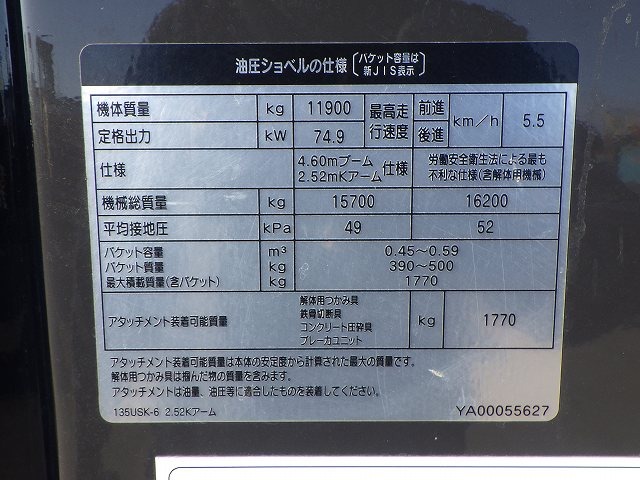 油圧ショベルの仕様 〔バケット容量は 新JIS表示〕
機体質量 kg 11900 最高走行速度 前進 後進 km/h 5.5
定格出力 kW 74.9
仕様 4.60mブーム 2.52mKアーム 仕様 労働安全衛生法による最も不利な仕様(含解体用機械)
機械総質量 kg 15700 16200
平均接地圧 kPa 49 52
バケット容量 m³ 0.45～0.59
バケット質量 kg 390～500
最大積載質量(含バケット) kg 1770
アタッチメント装着可能質量 解体用つかみ具 鉄骨切断具 コンクリート圧砕具 ブレーカユニット kg 1770
アタッチメント装着可能質量は本体の安定度から計算された最大の質量です。
解体用つかみ具は掴んだ物の質量を含みます。
アタッチメントは油量、油圧等に適合したものを装着してください。
135USK-6 2.52Kアーム YA00055627